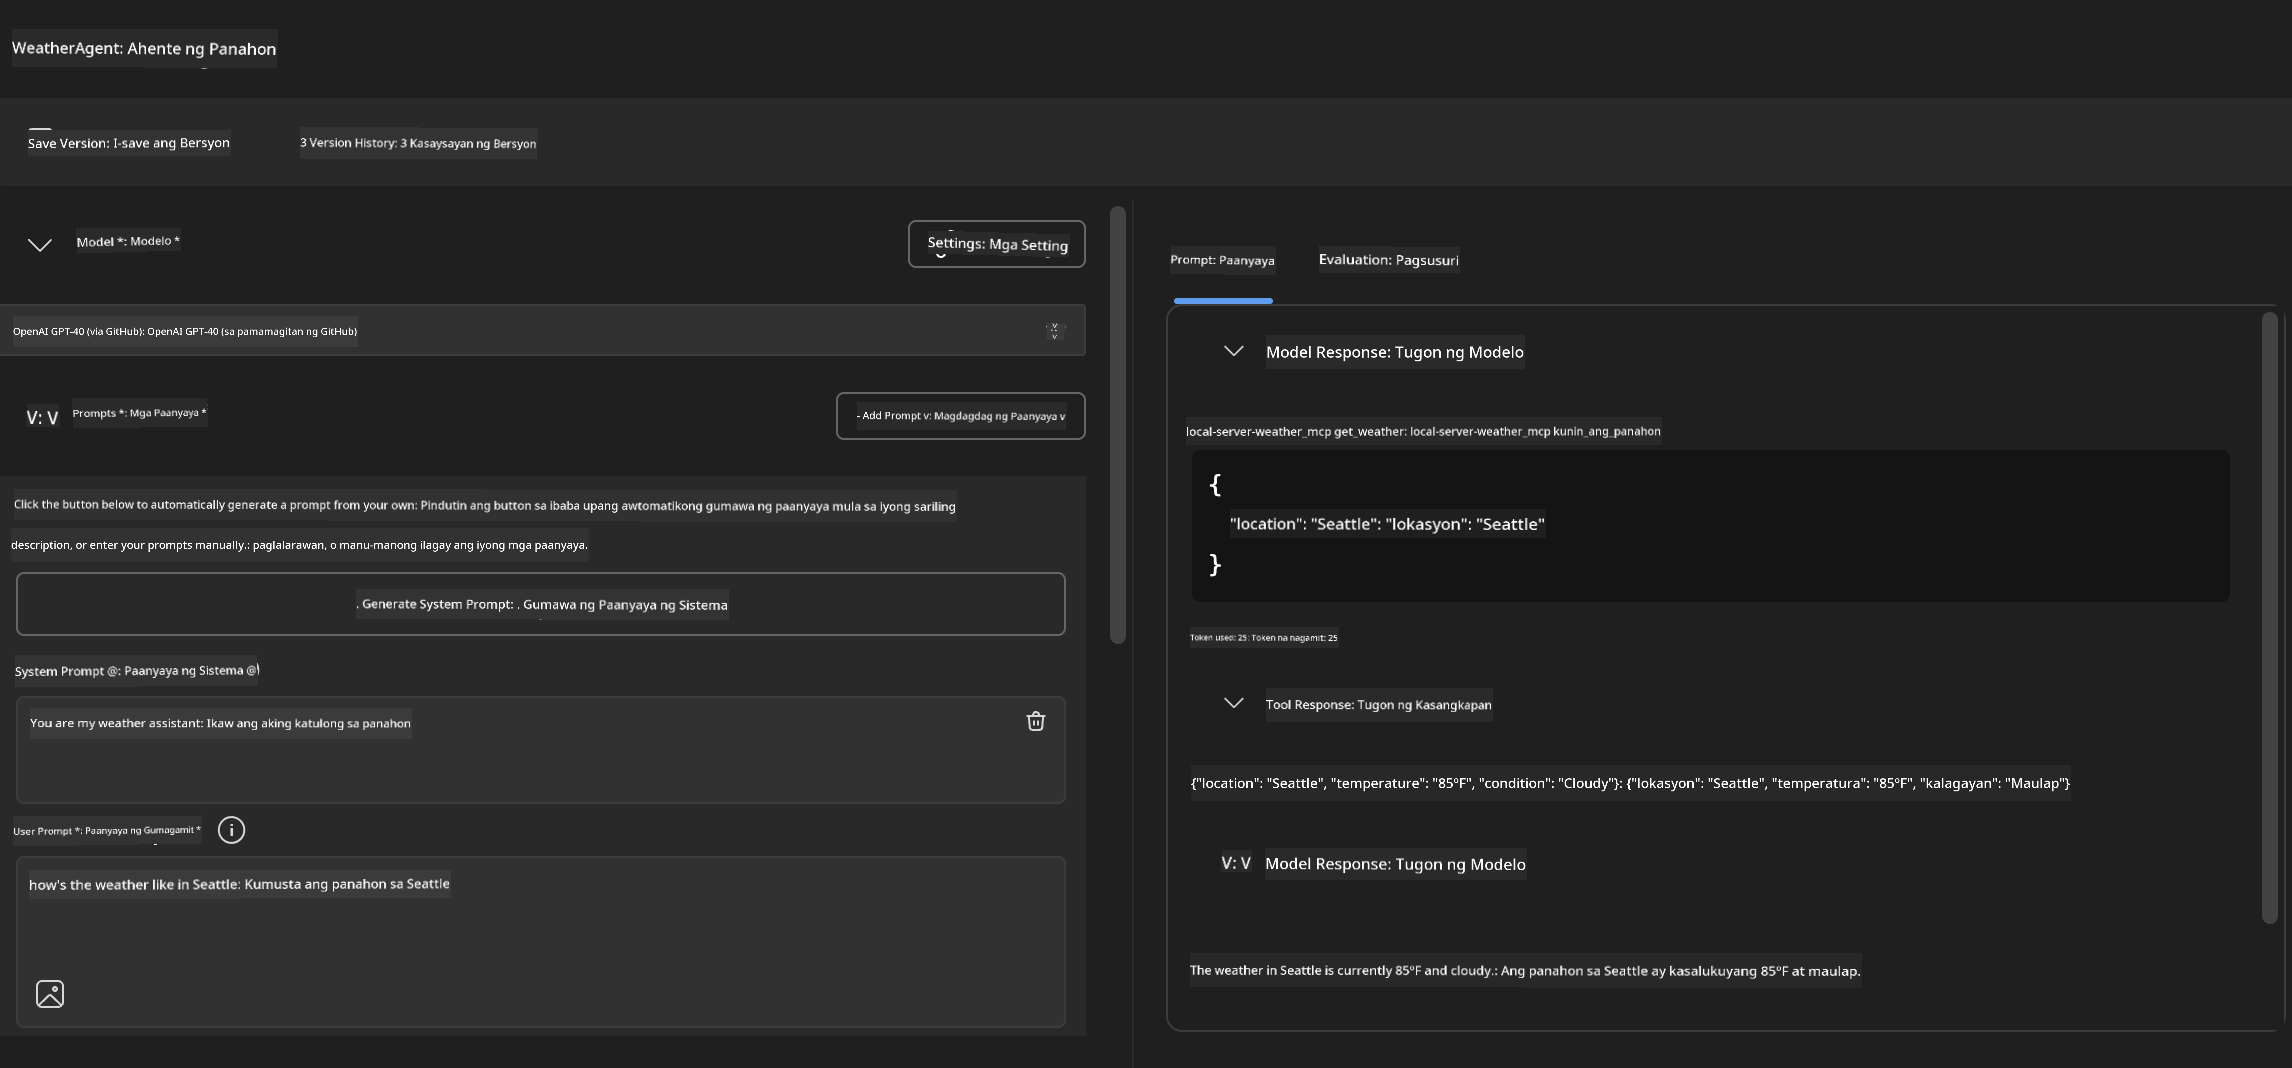 WeatherAgent: Ahente ng Panahon
Save Version: I-save ang Bersyon
3 Version History: 3 Kasaysayan ng Bersyon
Model *: Modelo *
Settings: Mga Setting
OpenAI GPT-40 (via GitHub): OpenAI GPT-40 (sa pamamagitan ng GitHub)
V: V
Prompts *: Mga Paanyaya *
- Add Prompt v: Magdagdag ng Paanyaya v
Click the button below to automatically generate a prompt from your own: Pindutin ang button sa ibaba upang awtomatikong gumawa ng paanyaya mula sa iyong sariling
description, or enter your prompts manually.: paglalarawan, o manu-manong ilagay ang iyong mga paanyaya.
. Generate System Prompt: . Gumawa ng Paanyaya ng Sistema
System Prompt @: Paanyaya ng Sistema @\
You are my weather assistant: Ikaw ang aking katulong sa panahon
User Prompt *: Paanyaya ng Gumagamit *
how's the weather like in Seattle: Kumusta ang panahon sa Seattle
Prompt: Paanyaya
Evaluation: Pagsusuri
Model Response: Tugon ng Modelo
local-server-weather_mcp get_weather: local-server-weather_mcp kunin_ang_panahon
{
"location": "Seattle": "lokasyon": "Seattle"
}
Token used: 25: Token na nagamit: 25
Tool Response: Tugon ng Kasangkapan
{"location": "Seattle", "temperature": "85°F", "condition": "Cloudy"}: {"lokasyon": "Seattle", "temperatura": "85°F", "kalagayan": "Maulap"}
V: V
Model Response: Tugon ng Modelo
The weather in Seattle is currently 85°F and cloudy.: Ang panahon sa Seattle ay kasalukuyang 85°F at maulap.